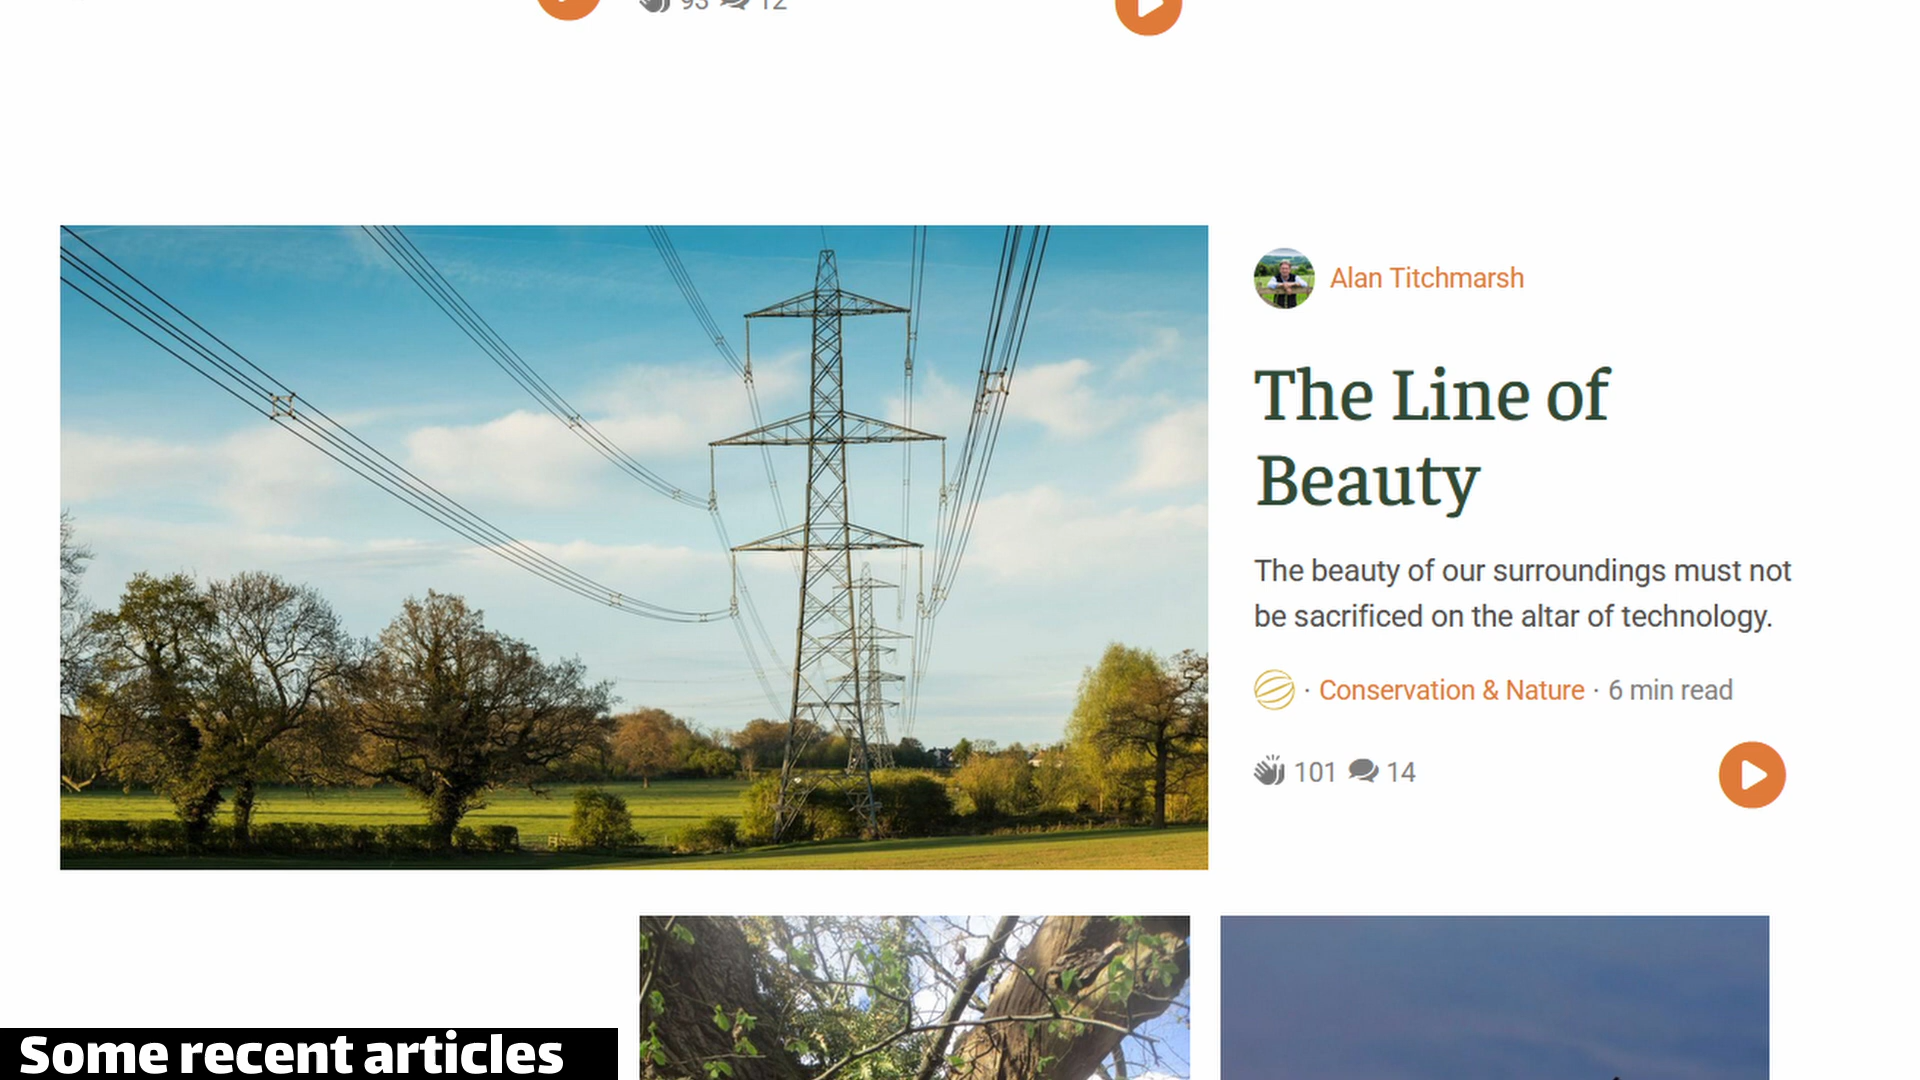 93 12
Alan Titchmarsh
The Line of
Beauty
The beauty of our surroundings must not
be sacrificed on the altar of technology.
· Conservation & Nature · 6 min read
101 14
Some recent articles